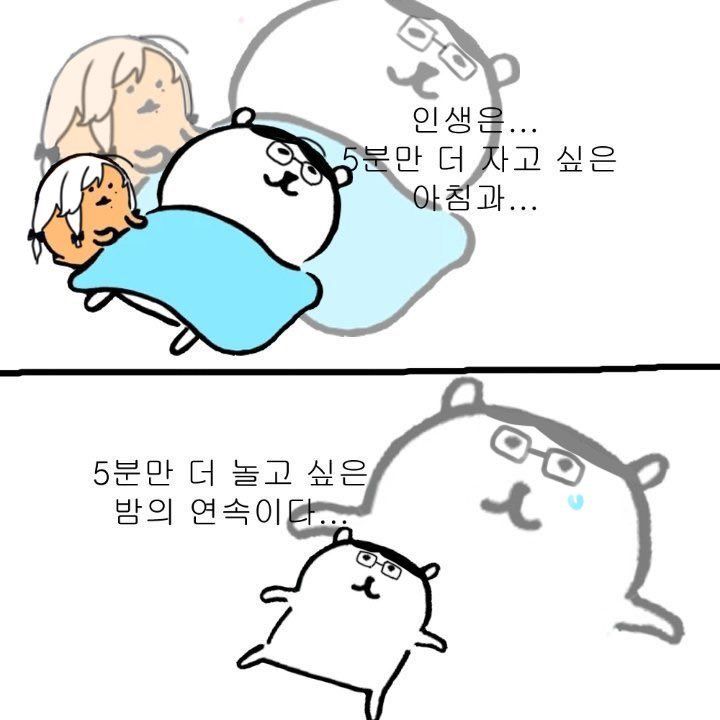 인생은...
5분만 더 자고 싶은
아침과...
5분만 더 놀고 싶은
밤의 연속이다...